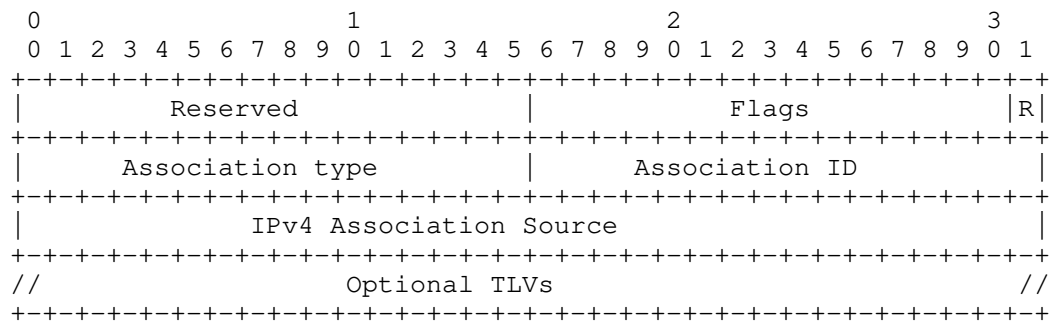 0                   1                   2                   3
 0 1 2 3 4 5 6 7 8 9 0 1 2 3 4 5 6 7 8 9 0 1 2 3 4 5 6 7 8 9 0 1
+-+-+-+-+-+-+-+-+-+-+-+-+-+-+-+-+-+-+-+-+-+-+-+-+-+-+-+-+-+-+-+-+
|         Reserved              |              Flags          |R|
+-+-+-+-+-+-+-+-+-+-+-+-+-+-+-+-+-+-+-+-+-+-+-+-+-+-+-+-+-+-+-+-+
|      Association type         |      Association ID           |
+-+-+-+-+-+-+-+-+-+-+-+-+-+-+-+-+-+-+-+-+-+-+-+-+-+-+-+-+-+-+-+-+
|              IPv4 Association Source                          |
+-+-+-+-+-+-+-+-+-+-+-+-+-+-+-+-+-+-+-+-+-+-+-+-+-+-+-+-+-+-+-+-+
//                   Optional TLVs                             //
+-+-+-+-+-+-+-+-+-+-+-+-+-+-+-+-+-+-+-+-+-+-+-+-+-+-+-+-+-+-+-+-+